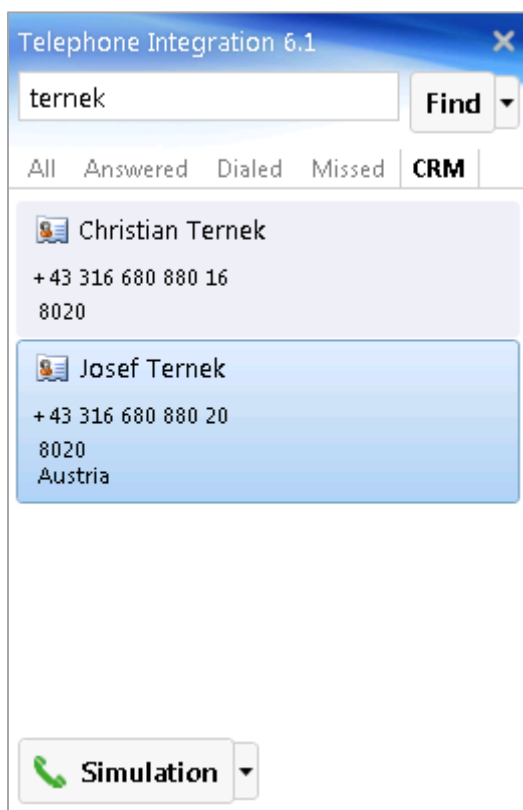 Telephone Integration 6.1
ternek
Find
All Answered Dialed Missed CRM
Christian Ternek
+43 316 680 880 16
8020
Josef Ternek
+43 316 680 880 20
8020
Austria
Simulation